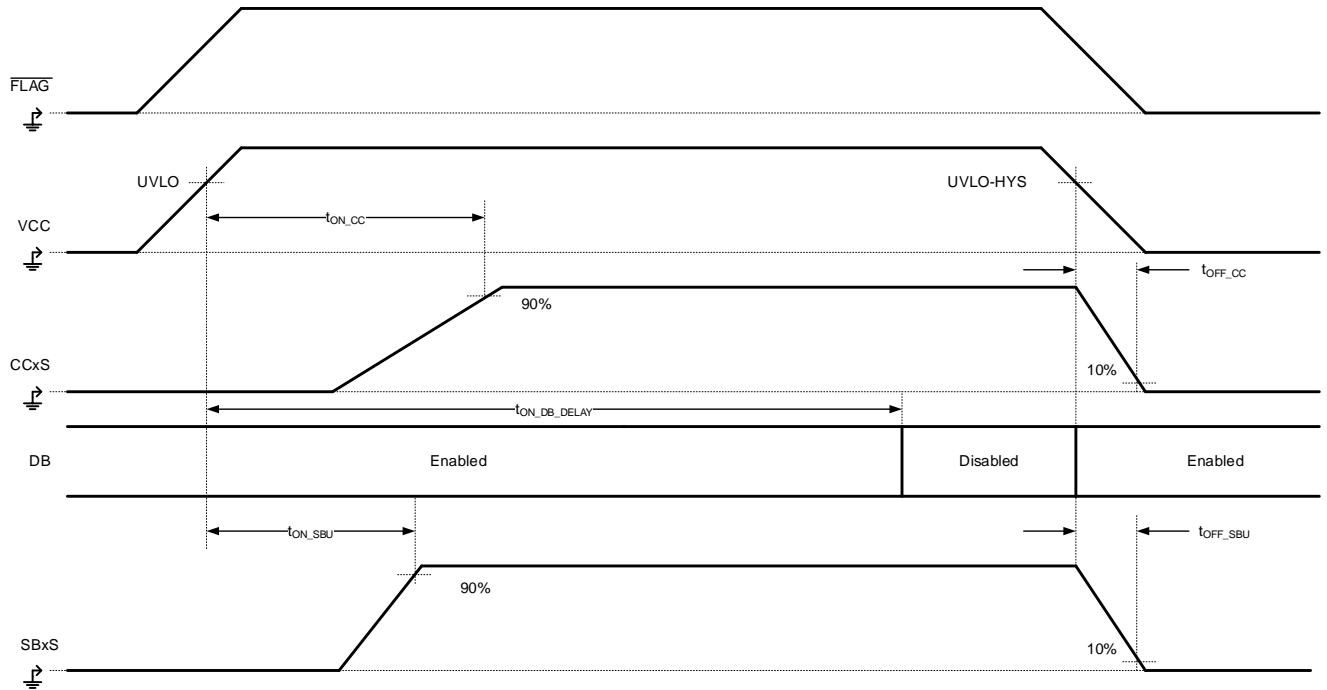 FLAG
UVLO
UVLO-HYS
tON_CC
VCC
tOFF_CC
90%
CCxS
10%
tON_DB_DELAY
DB
Enabled
Disabled
Enabled
tON_SBU
tOFF_SBU
90%
SBxS
10%